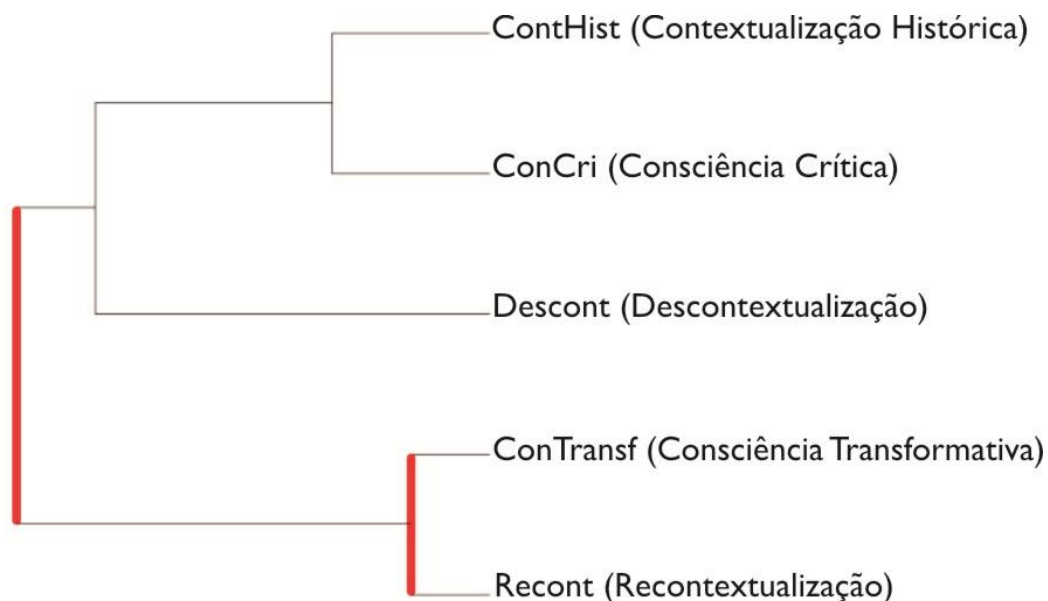 ContHist (Contextualização Histórica)
ConCri (Consciência Crítica)
Descont (Descontextualização)
ConTransf (Consciência Transformativa)
Recont (Recontextualização)